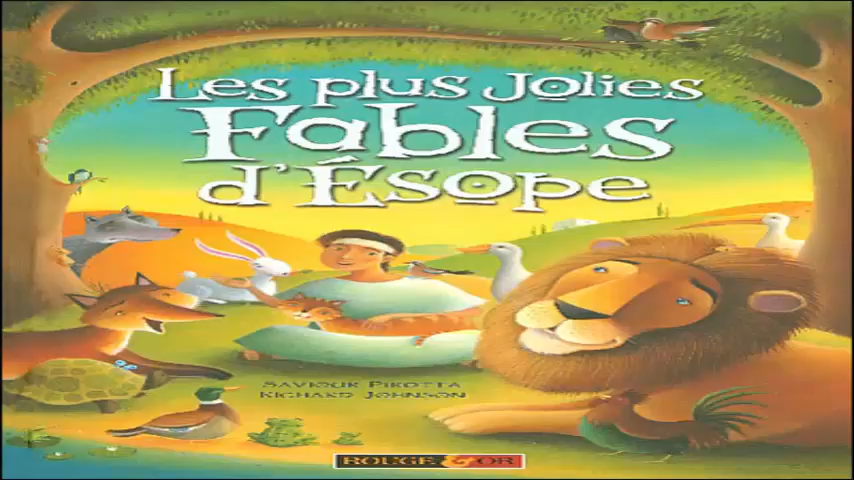 Les plus Jolies
Fables
d'Ésope
Saviour Pirotta
Richard Johnson
ROUGE & OR